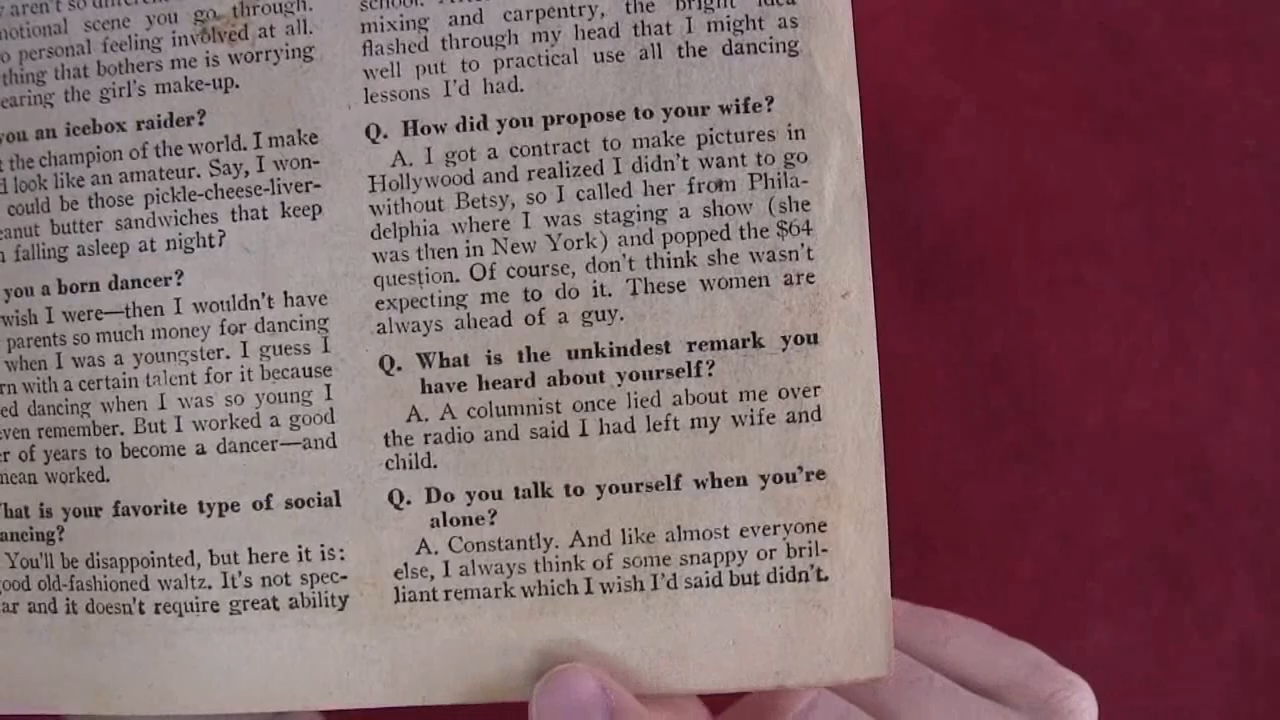 aren't so
notional scene you go through.
o personal feeling involved at all.
thing that bothers me is worrying
earing the girl's make-up.
you an icebox raider?
the champion of the world. I make
d look like an amateur. Say, I won-
could be those pickle-cheese-liver-
eanut butter sandwiches that keep
falling asleep at night?
you a born dancer?
wish I were—then I wouldn't have
parents so much money for dancing
when I was a youngster. I guess I
rn with a certain talent for it because
ed dancing when I was so young I
even remember. But I worked a good
r of years to become a dancer—and
mean worked.
hat is your favorite type of social
ancing?
You'll be disappointed, but here it is:
ood old-fashioned waltz. It's not spec-
ar and it doesn't require great ability
school.
mixing and carpentry, the bright idea
flashed through my head that I might as
well put to practical use all the dancing
lessons I'd had.
Q. How did you propose to your wife?
A. I got a contract to make pictures in
Hollywood and realized I didn't want to go
without Betsy, so I called her from Phila-
delphia where I was staging a show (she
was then in New York) and popped the $64
question. Of course, don't think she wasn't
expecting me to do it. These women are
always ahead of a guy.
Q. What is the unkindest remark you
have heard about yourself?
A. A columnist once lied about me over
the radio and said I had left my wife and
child.
Q. Do you talk to yourself when you're
alone?
A. Constantly. And like almost everyone
else, I always think of some snappy or bril-
liant remark which I wish I'd said but didn't.